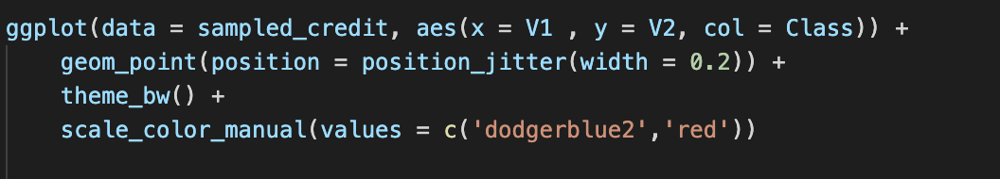 ggplot(data = sampled_credit, aes(x = V1 , y = V2, col = Class)) +
    geom_point(position = position_jitter(width = 0.2)) +
    theme_bw() +
    scale_color_manual(values = c('dodgerblue2','red'))